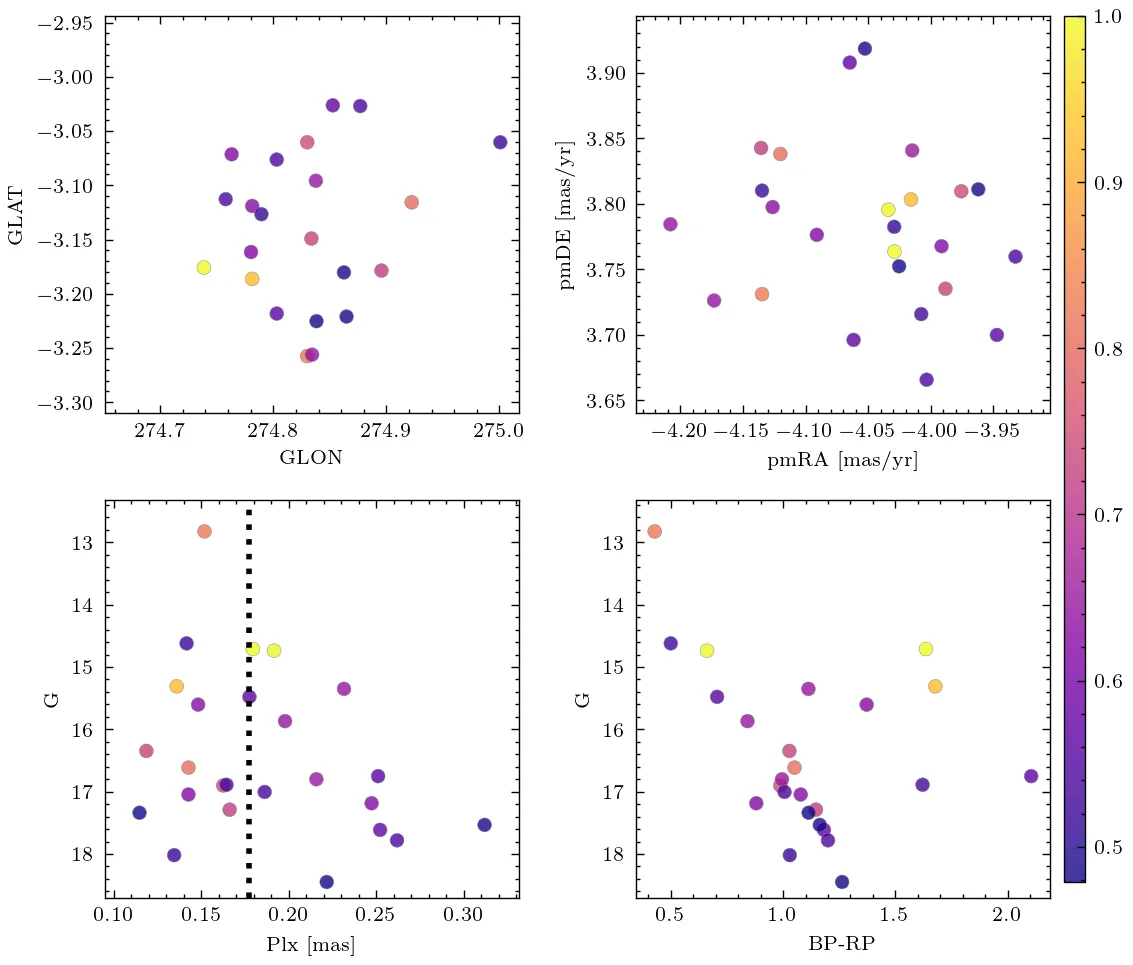 −2.95
−3.00
−3.05
−3.10
−3.15
−3.20
−3.25
−3.30
GLAT
274.7 274.8 274.9 275.0
GLON
3.90
3.85
3.80
3.75
3.70
3.65
pmDE [mas/yr]
−4.20 −4.15 −4.10 −4.05 −4.00 −3.95
pmRA [mas/yr]
1.0
0.9
0.8
0.7
0.6
0.5
13
14
15
16
17
18
G
0.10 0.15 0.20 0.25 0.30
Plx [mas]
13
14
15
16
17
18
G
0.5 1.0 1.5 2.0
BP-RP